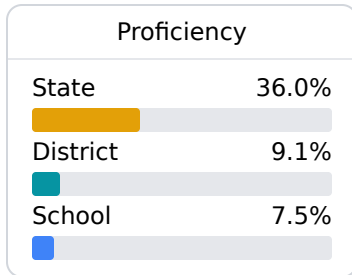 Proficiency
State 36.0%
District 9.1%
School 7.5%